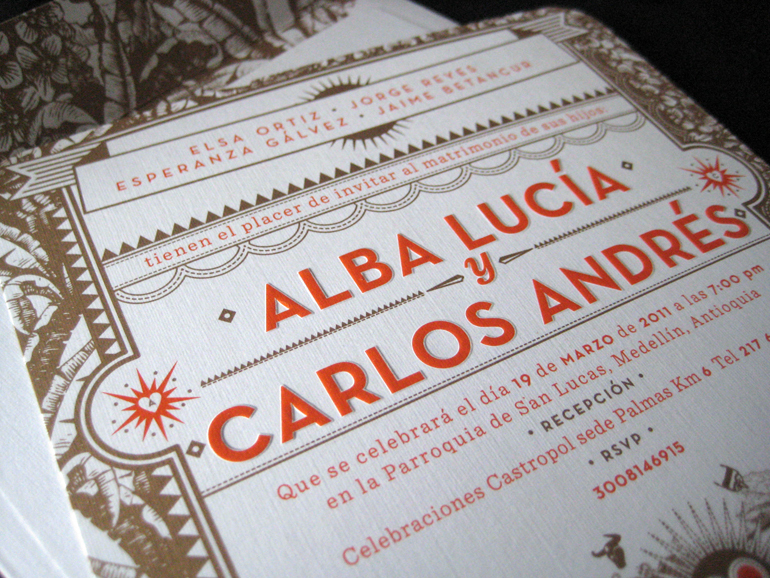 ELSA ORTIZ • JORGE REYES
ESPERANZA GÁLVEZ • JAIME BETANCUR
tienen el placer de invitar al matrimonio de sus hijos:
ALBA LUCÍA
y
CARLOS ANDRÉS
Que se celebrará el día 19 de MARZO de 2011 a las 7:00 pm
en la Parroquia de San Lucas, Medellín, Antioquia
• RECEPCIÓN •
Celebraciones Castropol sede Palmas Km 6 Tel 217 6
• RSVP •
3008146915